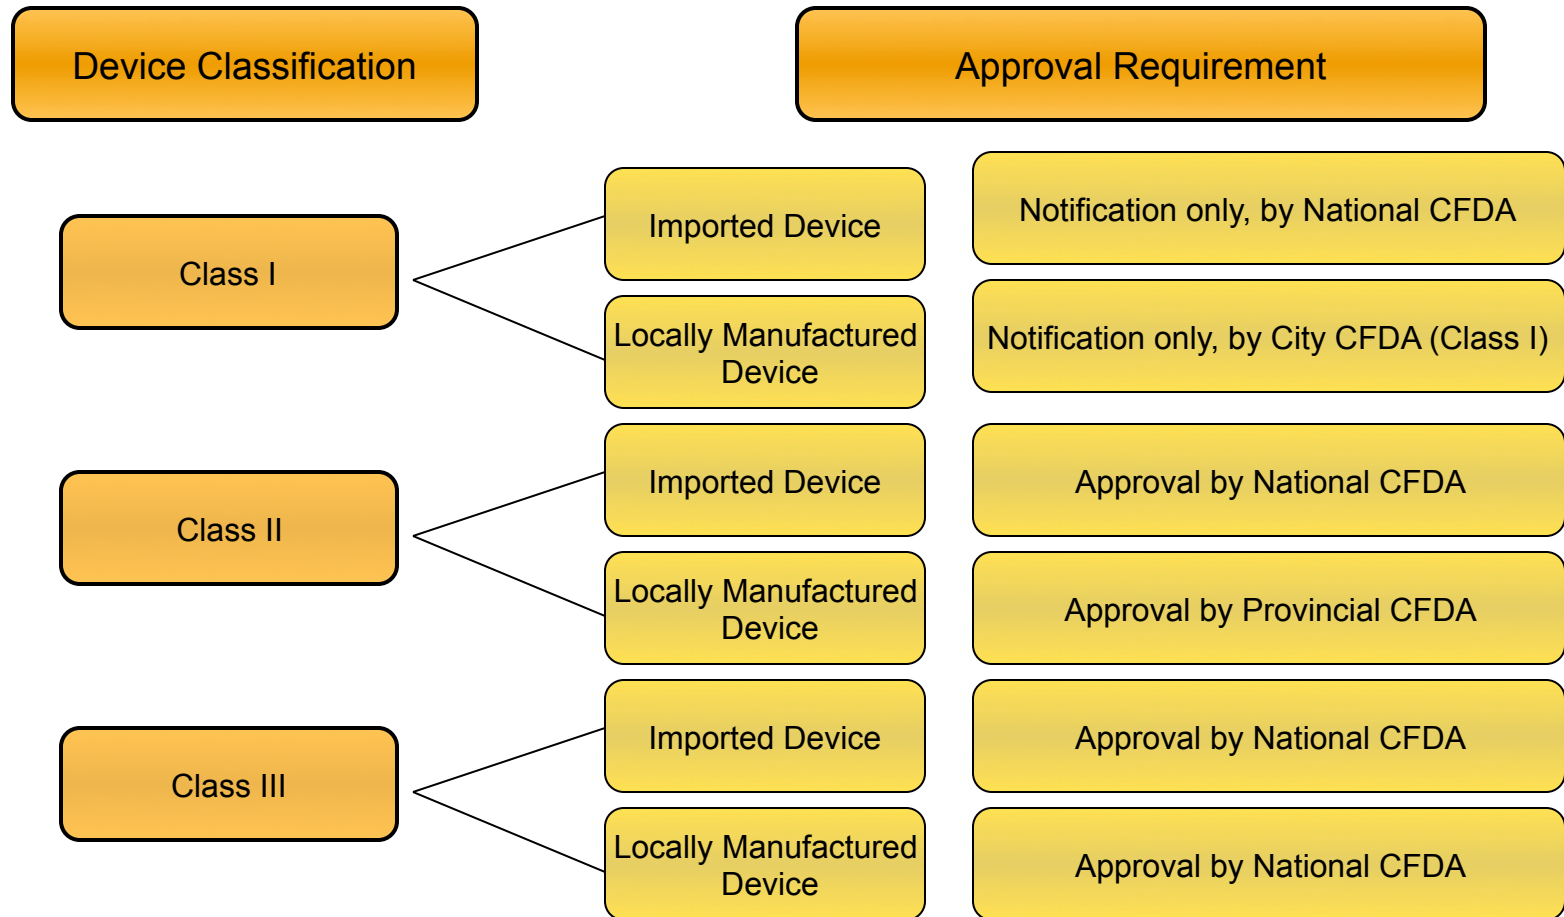 Device Classification
Approval Requirement
Class I
Imported Device
Notification only, by National CFDA
Locally Manufactured
Device
Notification only, by City CFDA (Class I)
Class II
Imported Device
Approval by National CFDA
Locally Manufactured
Device
Approval by Provincial CFDA
Class III
Imported Device
Approval by National CFDA
Locally Manufactured
Device
Approval by National CFDA